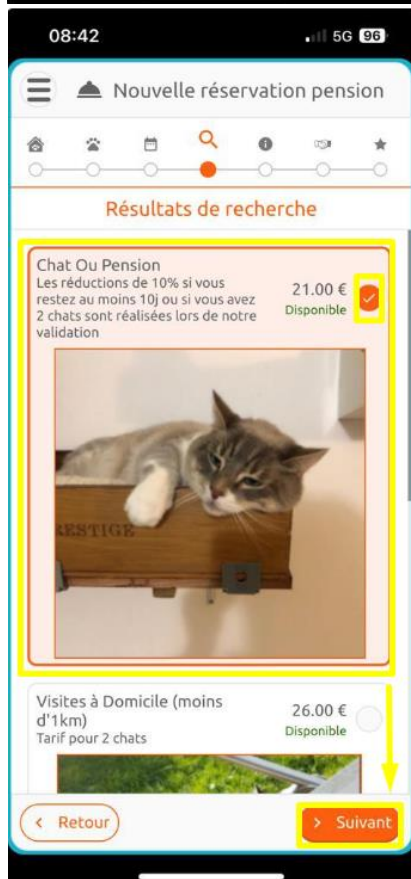 08:42
5G 96
Nouvelle réservation pension
Résultats de recherche
Chat Ou Pension
Les réductions de 10% si vous
restez au moins 10j ou si vous avez
2 chats sont réalisées lors de notre
validation
21.00 €
Disponible
PRESTIGE
Visites à Domicile (moins
d'1km)
Tarif pour 2 chats
26.00 €
Disponible
Retour
Suivant